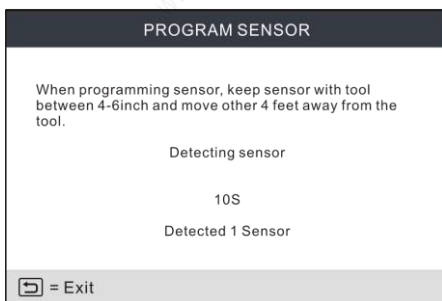 PROGRAM SENSOR
When programming sensor, keep sensor with tool
between 4-6inch and move other 4 feet away from the
tool.
Detecting sensor
10S
Detected 1 Sensor
= Exit